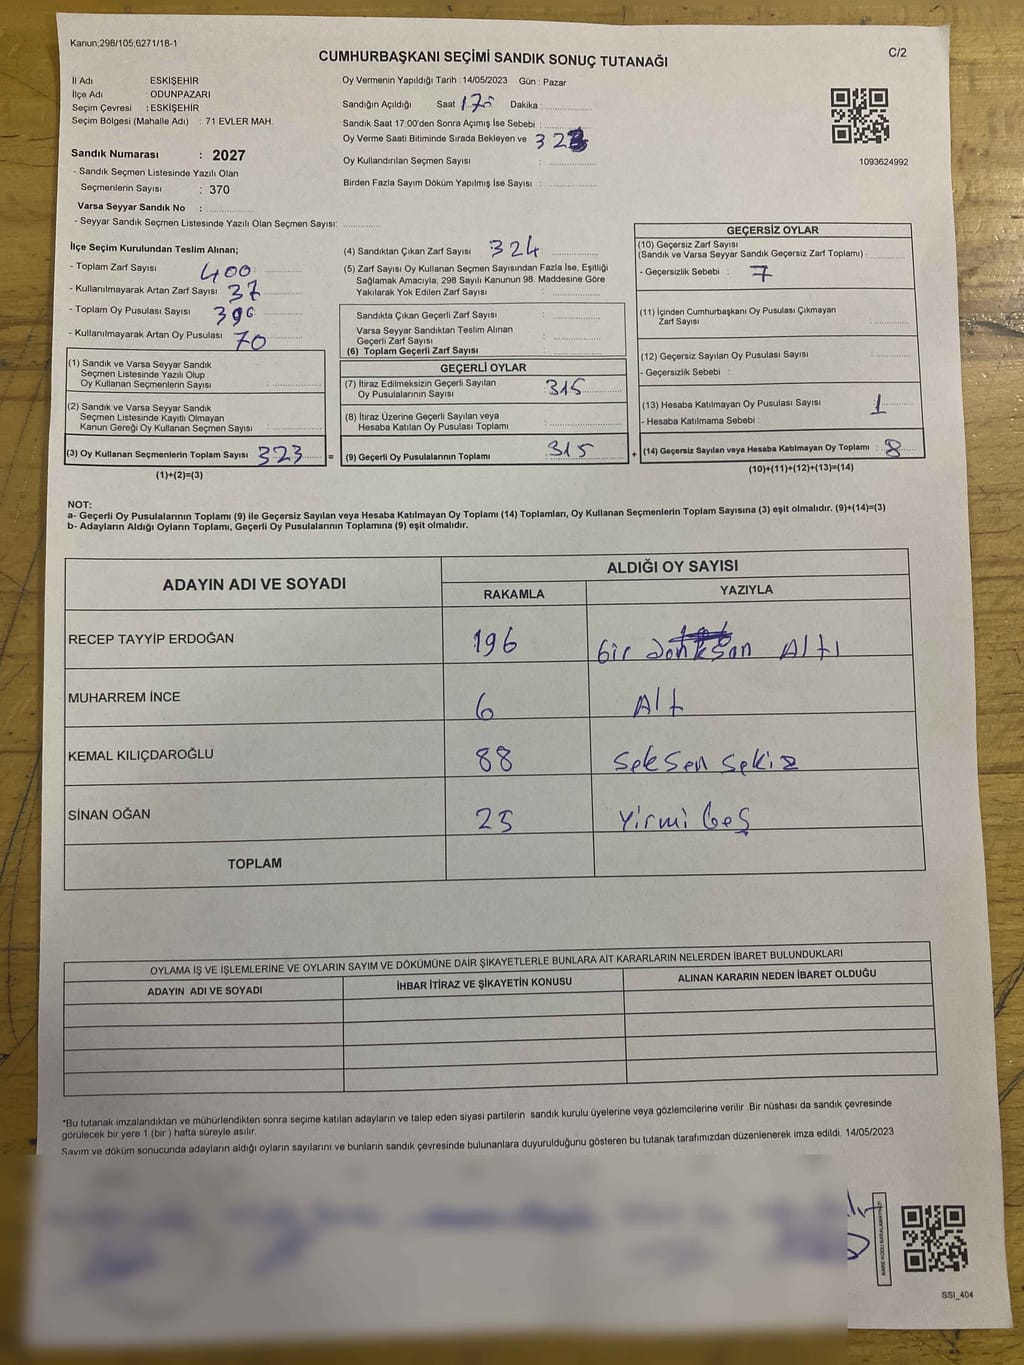 Kanun;298/105;6271/18-1
C/2
CUMHURBAŞKANI SEÇİMİ SANDIK SONUÇ TUTANAĞI
İl Adı ESKİŞEHİR
İlçe Adı : ODUNPAZARI
Seçim Çevresi : ESKİŞEHİR
Seçim Bölgesi (Mahalle Adı) : 71 EVLER MAH.
Sandık Numarası : 2027
- Sandık Seçmen Listesinde Yazılı Olan
Seçmenlerin Sayısı : 370
Varsa Seyyar Sandık No :
- Seyyar Sandık Seçmen Listesinde Yazılı Olan Seçmen Sayısı:
Oy Vermenin Yapıldığı Tarih : 14/05/2023 Gün : Pazar
Sandığın Açıldığı Saat 17 Dakika :
Sandık Saat 17:00'den Sonra Açımış İse Sebebi :
Oy Verme Saati Bitiminde Sırada Bekleyen ve
Oy Kullandırılan Seçmen Sayısı :
Birden Fazla Sayım Döküm Yapılmış İse Sayısı :
1093624992
İlçe Seçim Kurulundan Teslim Alınan;
- Toplam Zarf Sayısı 400
- Kullanılmayarak Artan Zarf Sayısı 37
- Toplam Oy Pusulası Sayısı 396
- Kullanılmayarak Artan Oy Pusulası 70
(1) Sandık ve Varsa Seyyar Sandık
Seçmen Listesinde Yazılı Olup
Oy Kullanan Seçmenlerin Sayısı :
(2) Sandık ve Varsa Seyyar Sandık
Seçmen Listesinde Kayıtlı Olmayan
Kanun Gereği Oy Kullanan Seçmen Sayısı :
(3) Oy Kullanan Seçmenlerin Toplam Sayısı 323 =
(1)+(2)=(3)
(4) Sandıktan Çıkan Zarf Sayısı 324
(5) Zarf Sayısı Oy Kullanan Seçmen Sayısından Fazla İse, Eşitliği
Sağlamak Amacıyla; 298 Sayılı Kanunun 98. Maddesine Göre
Yakılarak Yok Edilen Zarf Sayısı :
Sandıkta Çıkan Geçerli Zarf Sayısı :
Varsa Seyyar Sandıktan Teslim Alınan
Geçerli Zarf Sayısı :
(6) Toplam Geçerli Zarf Sayısı
GEÇERLİ OYLAR
(7) İtiraz Edilmeksizin Geçerli Sayılan
Oy Pusulalarının Sayısı 315
(8) İtiraz Üzerine Geçerli Sayılan veya
Hesaba Katılan Oy Pusulası Toplamı :
(9) Geçerli Oy Pusulalarının Toplamı 315 +
GEÇERSİZ OYLAR
(10) Geçersiz Zarf Sayısı
(Sandık ve Varsa Seyyar Sandık Geçersiz Zarf Toplamı) :
- Geçersizlik Sebebi : 7
(11) İçinden Cumhurbaşkanı Oy Pusulası Çıkmayan
Zarf Sayısı :
(12) Geçersiz Sayılan Oy Pusulası Sayısı :
- Geçersizlik Sebebi :
(13) Hesaba Katılmayan Oy Pusulası Sayısı : 1
- Hesaba Katılmama Sebebi :
(14) Geçersiz Sayılan veya Hesaba Katılmayan Oy Toplamı : 8
(10)+(11)+(12)+(13)=(14)
NOT:
a- Geçerli Oy Pusulalarının Toplamı (9) ile Geçersiz Sayılan veya Hesaba Katılmayan Oy Toplamı (14) Toplamları, Oy Kullanan Seçmenlerin Toplam Sayısına (3) eşit olmalıdır. (9)+(14)=(3)
b- Adayların Aldığı Oyların Toplamı, Geçerli Oy Pusulalarının Toplamına (9) eşit olmalıdır.
ADAYIN ADI VE SOYADI
ALDIĞI OY SAYISI
RAKAMLA YAZIYLA
RECEP TAYYİP ERDOĞAN 196 bir Altı
MUHARREM İNCE 6 Altı
KEMAL KILIÇDAROĞLU 88 Seksen Sekiz
SİNAN OĞAN 25 Yirmi beş
TOPLAM
OYLAMA İŞ VE İŞLEMLERİNE VE OYLARIN SAYIM VE DÖKÜMÜNE DAİR ŞİKAYETLERLE BUNLARA AİT KARARLARIN NELERDEN İBARET BULUNDUKLARI
ADAYIN ADI VE SOYADI İHBAR İTİRAZ VE ŞİKAYETİN KONUSU ALINAN KARARIN NEDEN İBARET OLDUĞU
*Bu tutanak imzalandıktan ve mühürlendikten sonra seçime katılan adayların ve talep eden siyasi partilerin sandık kurulu üyelerine veya gözlemcilerine verilir. Bir nüshası da sandık çevresinde
görülecek bir yere 1 (bir ) hafta süreyle asılır.
Sayım ve döküm sonucunda adayların aldığı oyların sayılarını ve bunların sandık çevresinde bulunanlara duyurulduğunu gösteren bu tutanak tarafımızdan düzenlenerek imza edildi. 14/05/2023
SSI_404